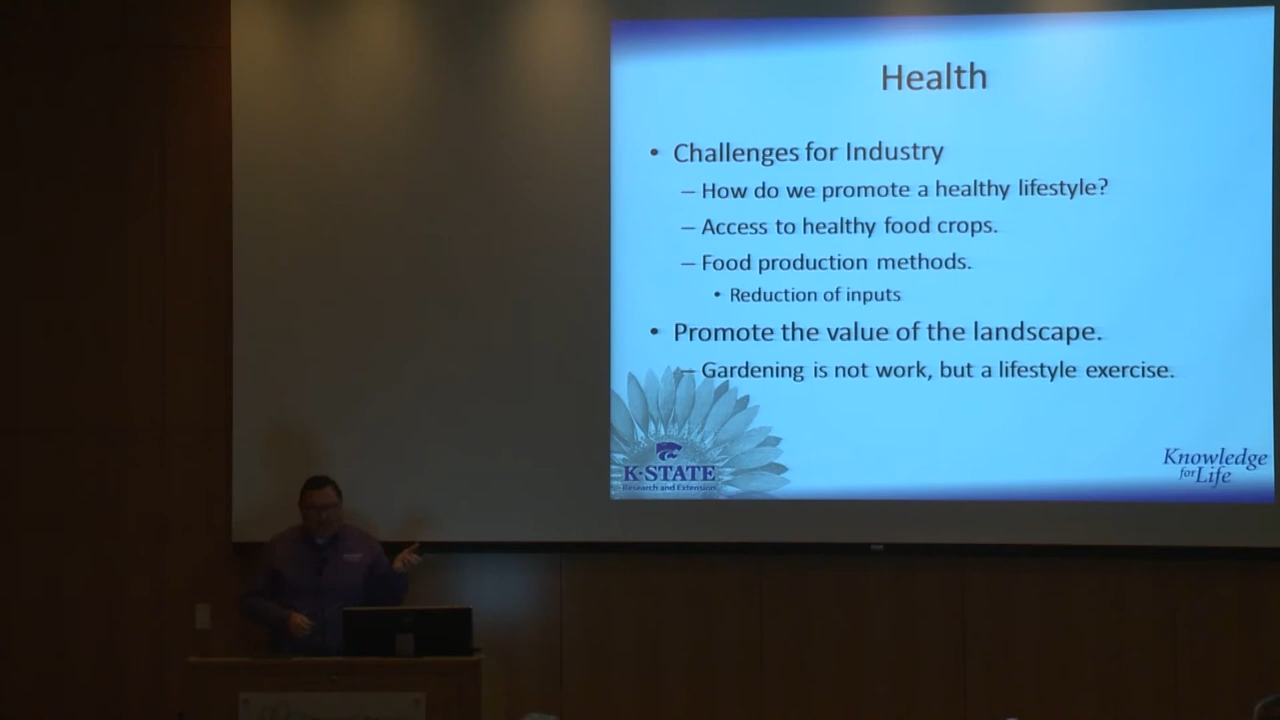 Health
• Challenges for Industry
– How do we promote a healthy lifestyle?
– Access to healthy food crops.
– Food production methods.
• Reduction of inputs
• Promote the value of the landscape.
– Gardening is not work, but a lifestyle exercise.
K-STATE
Research and Extension
Knowledge
for Life